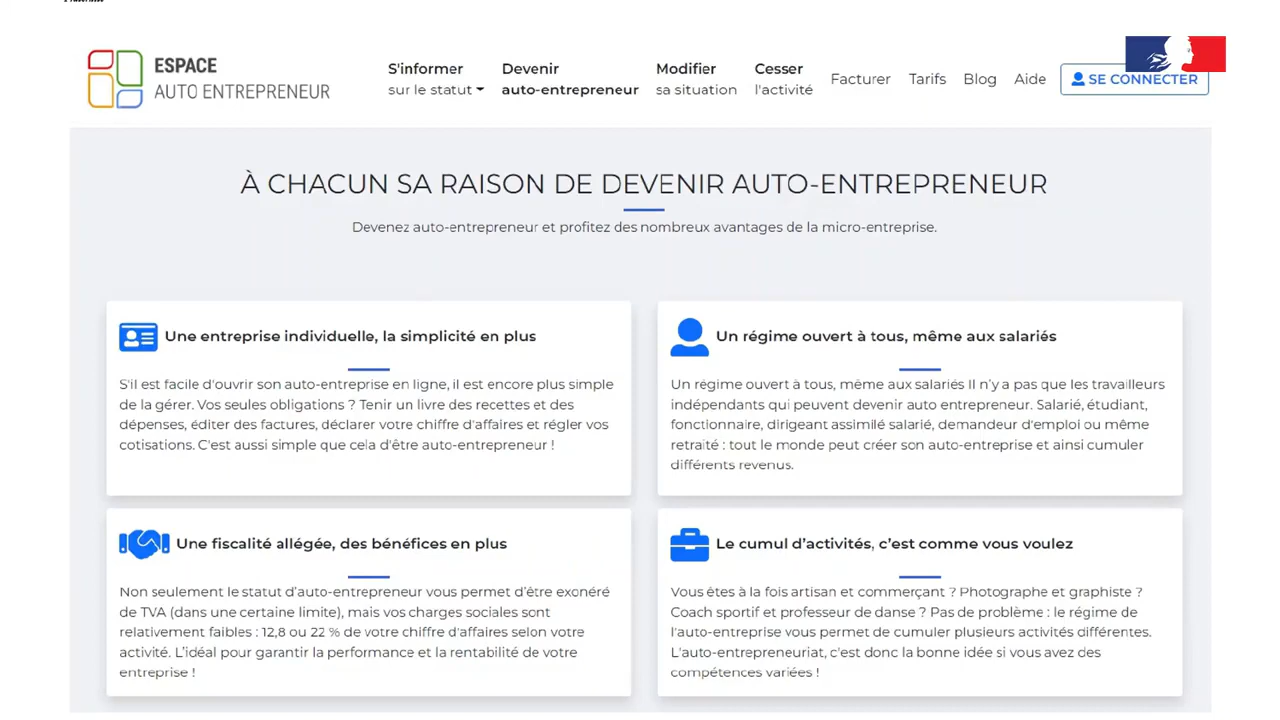 ESPACE
AUTO ENTREPRENEUR
S'informer
sur le statut
Devenir
auto-entrepreneur
Modifier
sa situation
Cesser
l'activité
Facturer
Tarifs
Blog
Aide
SE CONNECTER
À CHACUN SA RAISON DE DEVENIR AUTO-ENTREPRENEUR
Devenez auto-entrepreneur et profitez des nombreux avantages de la micro-entreprise.
Une entreprise individuelle, la simplicité en plus
S'il est facile d'ouvrir son auto-entreprise en ligne, il est encore plus simple
de la gérer. Vos seules obligations ? Tenir un livre des recettes et des
dépenses, éditer des factures, déclarer votre chiffre d'affaires et régler vos
cotisations. C'est aussi simple que cela d'être auto-entrepreneur !
Un régime ouvert à tous, même aux salariés
Un régime ouvert à tous, même aux salariés Il n'y a pas que les travailleurs
indépendants qui peuvent devenir auto entrepreneur. Salarié, étudiant,
fonctionnaire, dirigeant assimilé salarié, demandeur d'emploi ou même
retraité : tout le monde peut créer son auto-entreprise et ainsi cumuler
différents revenus.
Une fiscalité allégée, des bénéfices en plus
Non seulement le statut d'auto-entrepreneur vous permet d'être exonéré
de TVA (dans une certaine limite), mais vos charges sociales sont
relativement faibles : 12,8 ou 22 % de votre chiffre d'affaires selon votre
activité. L'idéal pour garantir la performance et la rentabilité de votre
entreprise !
Le cumul d'activités, c'est comme vous voulez
Vous êtes à la fois artisan et commerçant ? Photographe et graphiste ?
Coach sportif et professeur de danse ? Pas de problème : le régime de
l'auto-entreprise vous permet de cumuler plusieurs activités différentes.
L'auto-entrepreneuriat, c'est donc la bonne idée si vous avez des
compétences variées !